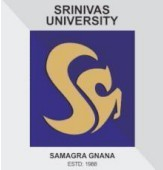 SRINIVAS
UNIVERSITY
SAMAGRA GNANA
ESTD: 1988